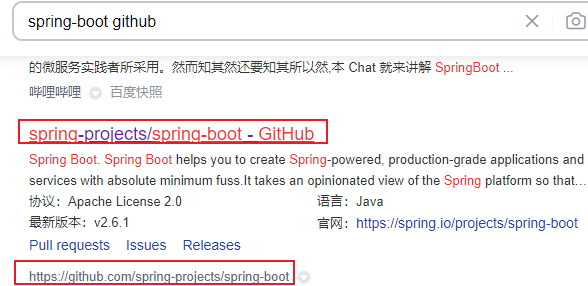 spring-boot github
的微服务实践者所采用。然而知其然还要知其所以然,本 Chat 就来讲解 SpringBoot ...
哔哩哔哩 百度快照
spring-projects/spring-boot - GitHub
Spring Boot. Spring Boot helps you to create Spring-powered, production-grade applications and
services with absolute minimum fuss.It takes an opinionated view of the Spring platform so that...
协议：Apache License 2.0 语言：Java
最新版本：v2.6.1 官网：https://spring.io/projects/spring-boot
Pull requests Issues Releases
https://github.com/spring-projects/spring-boot